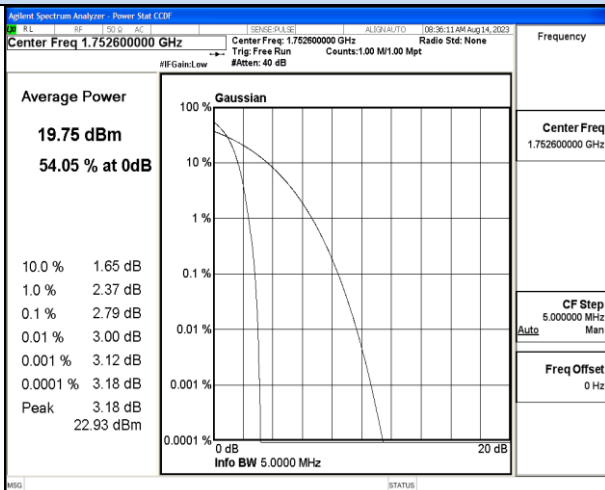 Agilent Spectrum Analyzer - Power Stat CCDF
RL RF 50 Ω AC SENSE:PULSE ALIGNAUTO 08:36:11 AM Aug 14, 2023
Center Freq 1.752600000 GHz
Center Freq: 1.752600000 GHz Radio Std: None
Trig: Free Run Counts:1.00 M/1.00 Mpt
#IFGain:Low #Atten: 40 dB
Frequency
Average Power
19.75 dBm
54.05 % at 0dB
10.0 % 1.65 dB
1.0 % 2.37 dB
0.1 % 2.79 dB
0.01 % 3.00 dB
0.001 % 3.12 dB
0.0001 % 3.18 dB
Peak 3.18 dB
22.93 dBm
Gaussian
100 %
10 %
1 %
0.1 %
0.01 %
0.001 %
0.0001 %
0 dB 20 dB
Info BW 5.0000 MHz
Center Freq
1.752600000 GHz
CF Step
5.000000 MHz
Auto Man
Freq Offset
0 Hz
MSG STATUS